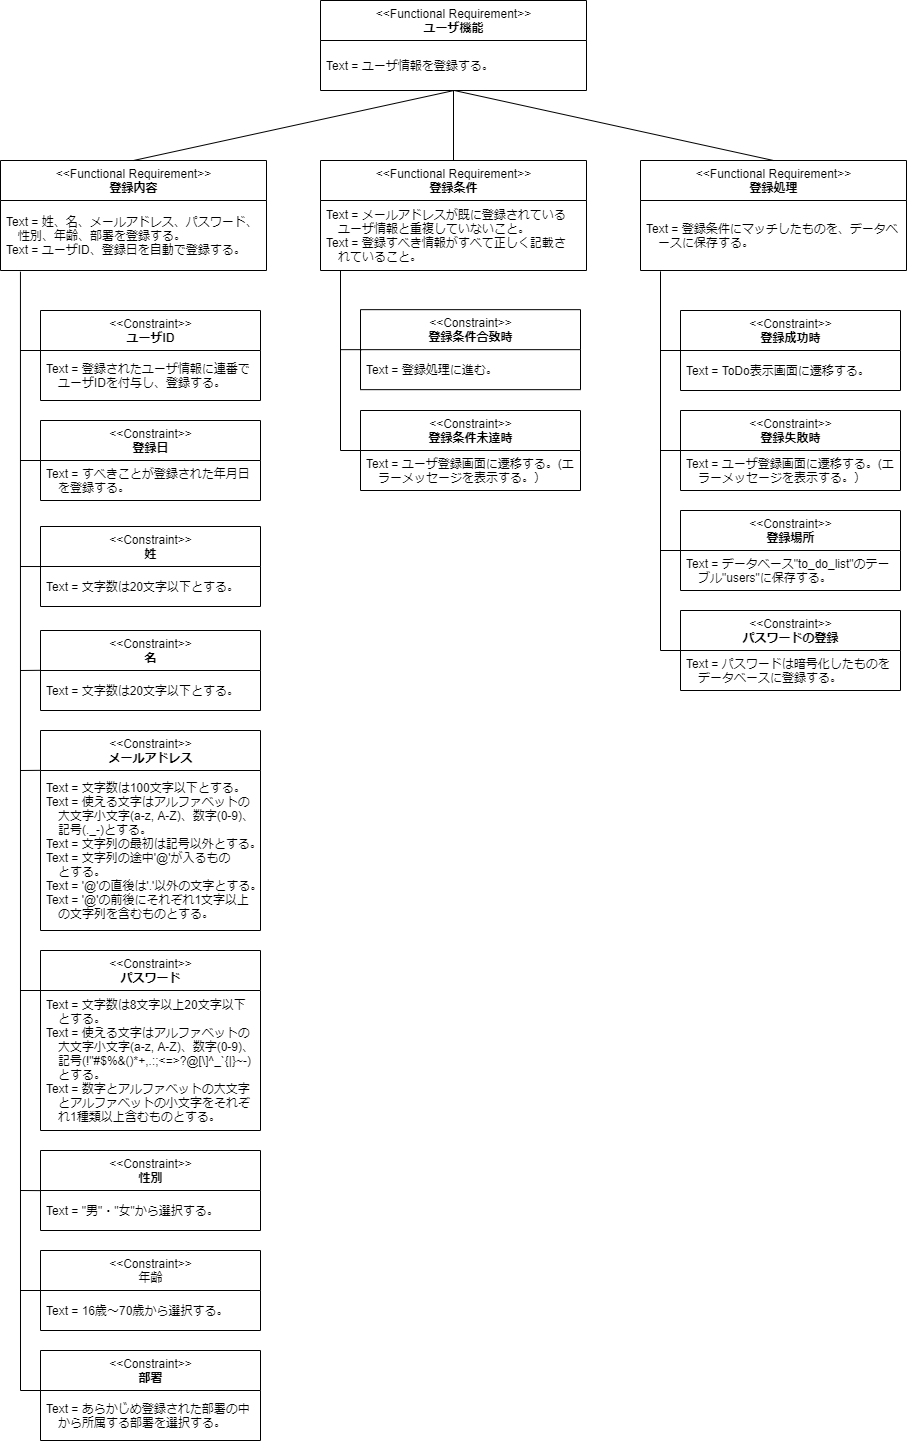 <<Functional Requirement>>
ユーザ機能
Text = ユーザ情報を登録する。
<<Functional Requirement>>
登録内容
Text = 姓、名、メールアドレス、パスワード、
性別、年齢、部署を登録する。
Text = ユーザID、登録日を自動で登録する。
<<Constraint>>
ユーザID
Text = 登録されたユーザ情報に連番で
ユーザIDを付与し、登録する。
<<Constraint>>
登録日
Text = すべきことが登録された年月日
を登録する。
<<Constraint>>
姓
Text = 文字数は20文字以下とする。
<<Constraint>>
名
Text = 文字数は20文字以下とする。
<<Constraint>>
メールアドレス
Text = 文字数は100文字以下とする。
Text = 使える文字はアルファベットの
大文字小文字(a-z, A-Z)、数字(0-9)、
記号(._-)とする。
Text = 文字列の最初は記号以外とする。
Text = 文字列の途中'@'が入るもの
とする。
Text = '@'の直後は'.'以外の文字とする。
Text = '@'の前後にそれぞれ1文字以上
の文字列を含むものとする。
<<Constraint>>
パスワード
Text = 文字数は8文字以上20文字以下
とする。
Text = 使える文字はアルファベットの
大文字小文字(a-z, A-Z)、数字(0-9)、
記号(!"#$%&()*+,.:;<=>?@[\]^_`{|}~-)
とする。
Text = 数字とアルファベットの大文字
とアルファベットの小文字をそれぞ
れ1種類以上含むものとする。
<<Constraint>>
性別
Text = "男"・"女"から選択する。
<<Constraint>>
年齢
Text = 16歳～70歳から選択する。
<<Constraint>>
部署
Text = あらかじめ登録された部署の中
から所属する部署を選択する。
<<Functional Requirement>>
登録条件
Text = メールアドレスが既に登録されている
ユーザ情報と重複していないこと。
Text = 登録すべき情報がすべて正しく記載さ
れていること。
<<Constraint>>
登録条件合致時
Text = 登録処理に進む。
<<Constraint>>
登録条件未達時
Text = ユーザ登録画面に遷移する。(エ
ラーメッセージを表示する。）
<<Functional Requirement>>
登録処理
Text = 登録条件にマッチしたものを、データベ
ースに保存する。
<<Constraint>>
登録成功時
Text = ToDo表示画面に遷移する。
<<Constraint>>
登録失敗時
Text = ユーザ登録画面に遷移する。(エ
ラーメッセージを表示する。）
<<Constraint>>
登録場所
Text = データベース"to_do_list"のテー
ブル"users"に保存する。
<<Constraint>>
パスワードの登録
Text = パスワードは暗号化したものを
データベースに登録する。